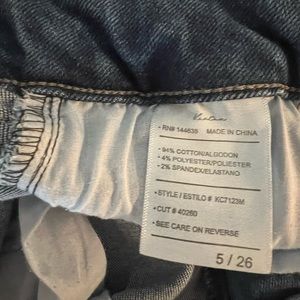 • RN# 144635 MADE IN CHINA
• 94% COTTON/ALGODON
• 4% POLYESTER/POLIESTER
• 2% SPANDEX/ELASTANO
• STYLE / ESTILO # XC7123M
• CUT # 40260
• SEE CARE ON REVERSE
5 / 26